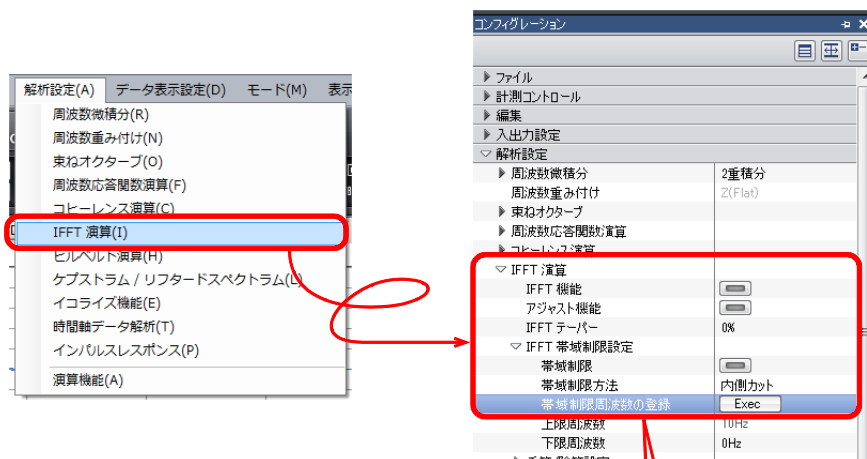 解析設定(A) データ表示設定(D) モード(M) 表示
周波数微積分(R)
周波数重み付け(N)
束ねオクターブ(O)
周波数応答関数演算(F)
コヒーレンス演算(C)
IFFT 演算(I)
ヒルベルト演算(H)
ケプストラム / リフタードスペクトラム(L)
イコライズ機能(E)
時間軸データ解析(T)
インパルスレスポンス(P)
演算機能(A)
コンフィグレーション
ファイル
計測コントロール
編集
入出力設定
解析設定
周波数微積分 2重積分
周波数重み付け Z(Flat)
束ねオクターブ
周波数応答関数演算
コヒーレンス演算
IFFT 演算
IFFT 機能
アジャスト機能
IFFT テーパー 0%
IFFT 帯域制限設定
帯域制限
帯域制限方法 内側カット
帯域制限周波数の登録 Exec
上限周波数 10Hz
下限周波数 0Hz